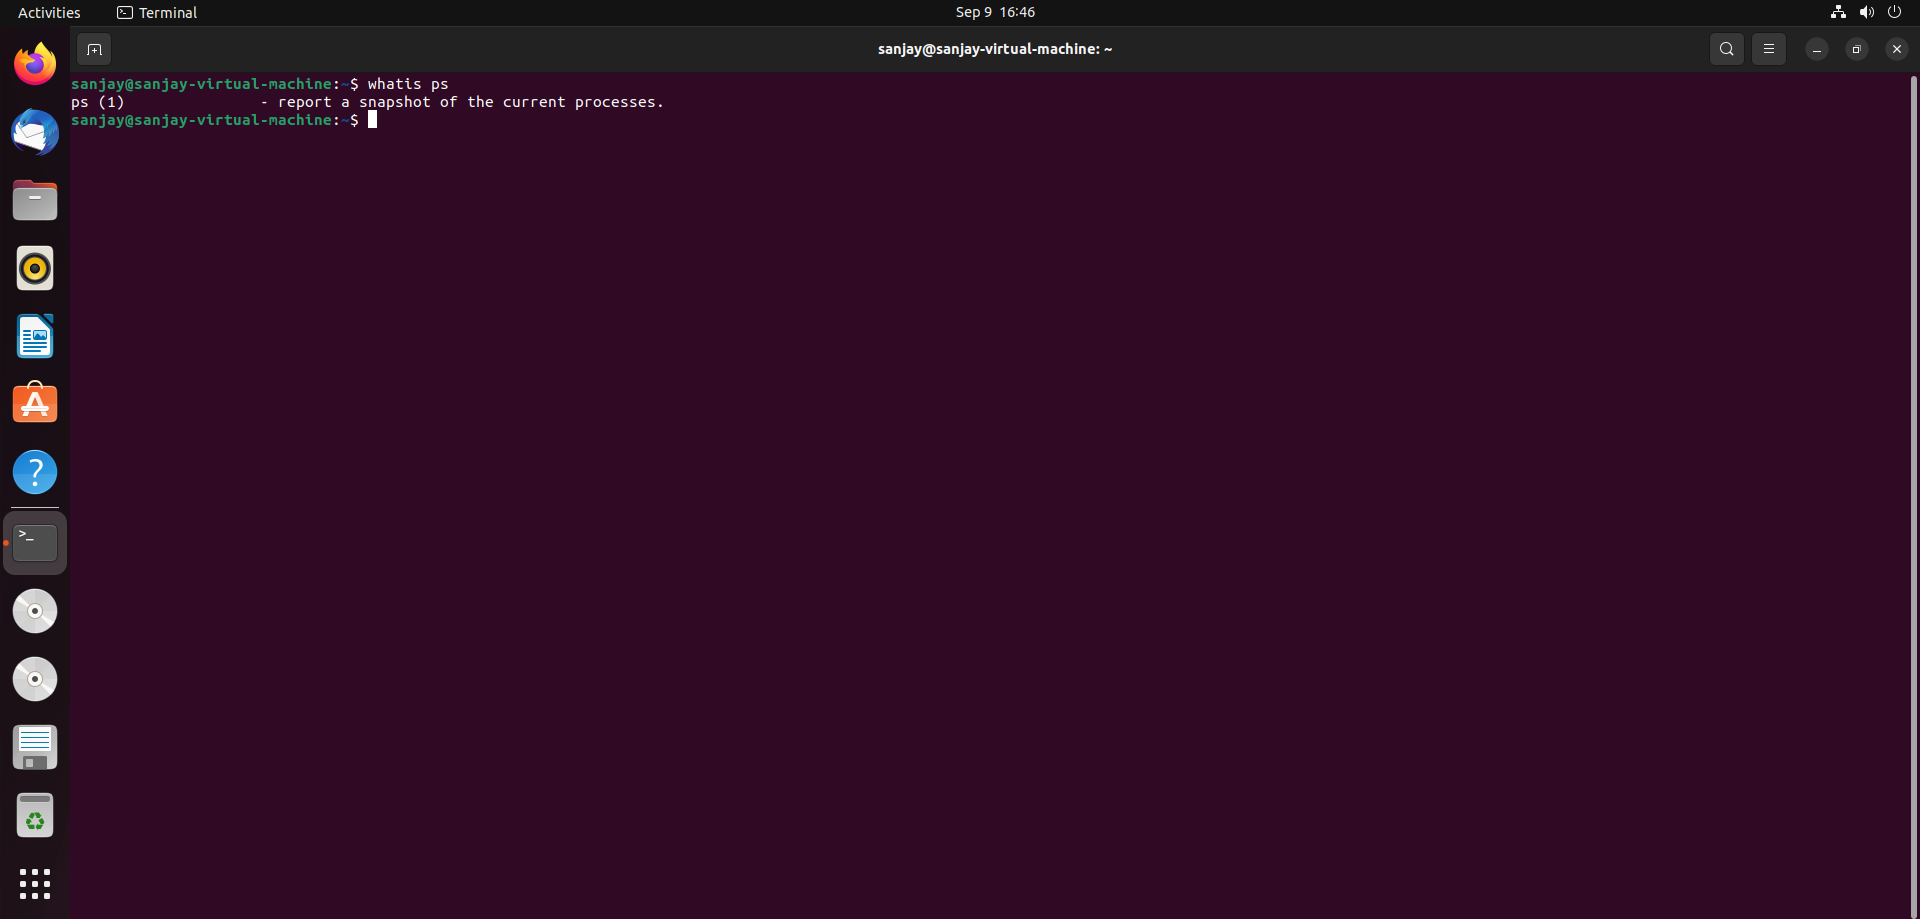 Activities Terminal Sep 9 16:46
sanjay@sanjay-virtual-machine: ~
sanjay@sanjay-virtual-machine:~$ whatis ps
ps (1)               - report a snapshot of the current processes.
sanjay@sanjay-virtual-machine:~$